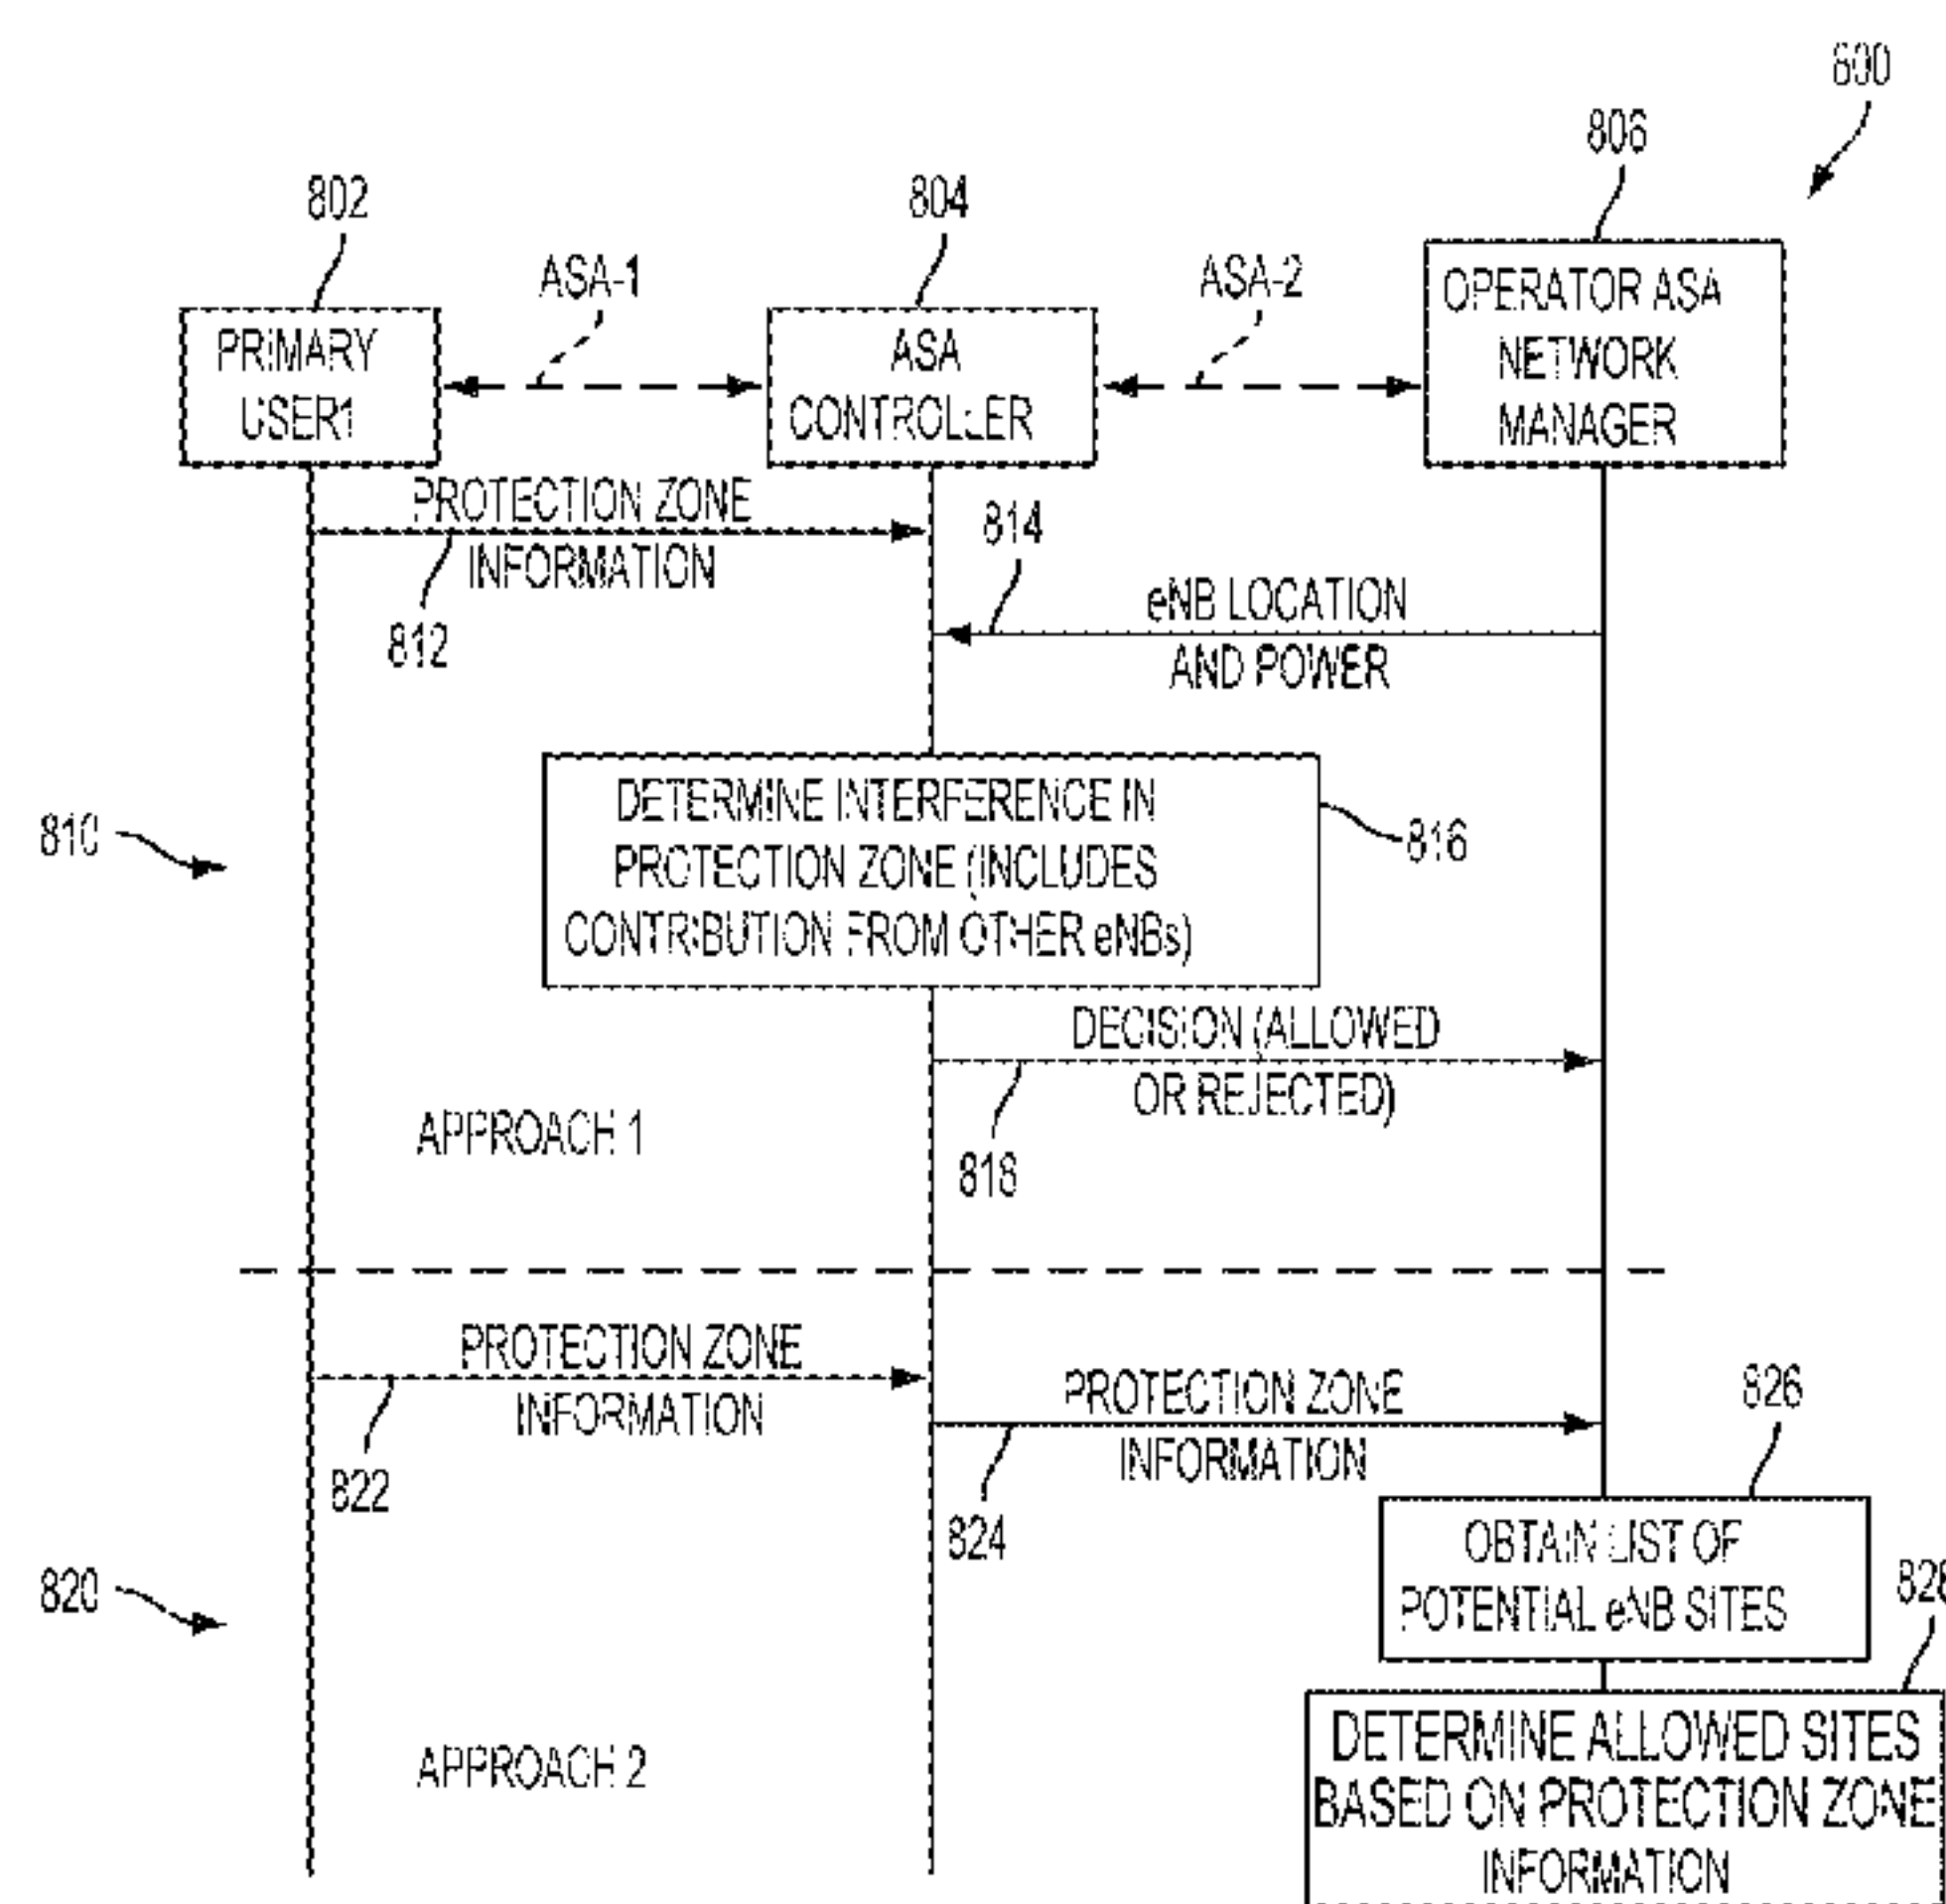 800
806
802
804
ASA-1
ASA-2
PRIMARY
USER1
ASA
CONTROLLER
OPERATOR ASA
NETWORK
MANAGER
PROTECTION ZONE
INFORMATION
812
814
eNB LOCATION
AND POWER
810
DETERMINE INTERFERENCE IN
PROTECTION ZONE (INCLUDES
CONTRIBUTION FROM OTHER eNBs)
816
DECISION (ALLOWED
OR REJECTED)
818
APPROACH 1
PROTECTION ZONE
INFORMATION
822
PROTECTION ZONE
INFORMATION
824
826
OBTAIN LIST OF
POTENTIAL eNB SITES
820
828
DETERMINE ALLOWED SITES
BASED ON PROTECTION ZONE
INFORMATION
APPROACH 2